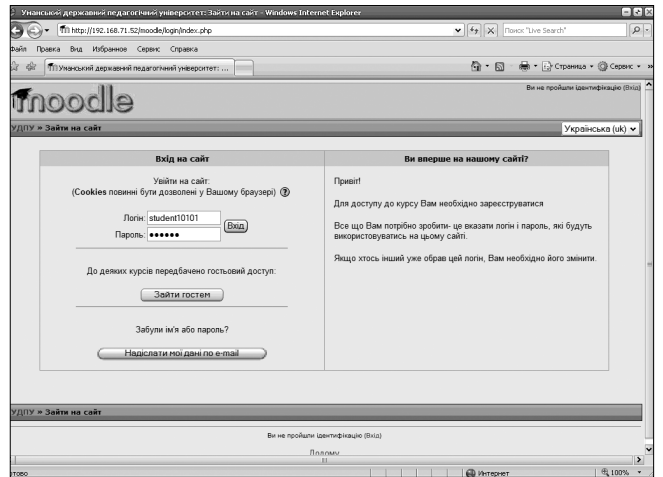 Уманський державний педагогічний університет: Зайти на сайт - Windows Internet Explorer
http://192.168.71.52/moodle/login/index.php
Поиск "Live Search"
Файл Правка Вид Избранное Сервис Справка
Уманський державний педагогічний університет: ...
Страница Сервис
moodle
Ви не пройшли ідентифікацію (Вхід)
УДПУ » Зайти на сайт
Українська (uk)
Вхід на сайт
Увійти на сайт:
(Cookies повинні бути дозволені у Вашому браузері)
Логін: student10101
Пароль: ••••••
Вхід
До деяких курсів передбачено гостьовий доступ:
Зайти гостем
Забули ім'я або пароль?
Надіслати мої дані по e-mail
Ви вперше на нашому сайті?
Привіт!
Для доступу до курсу Вам необхідно зареєструватися
Все що Вам потрібно зробити- це вказати логін і пароль, які будуть
використовуватись на цьому сайті.
Якщо хтось інший уже обрав цей логін, Вам необхідно його змінити.
УДПУ » Зайти на сайт
Ви не пройшли ідентифікацію (Вхід)
Додому
отово
Интернет
100%